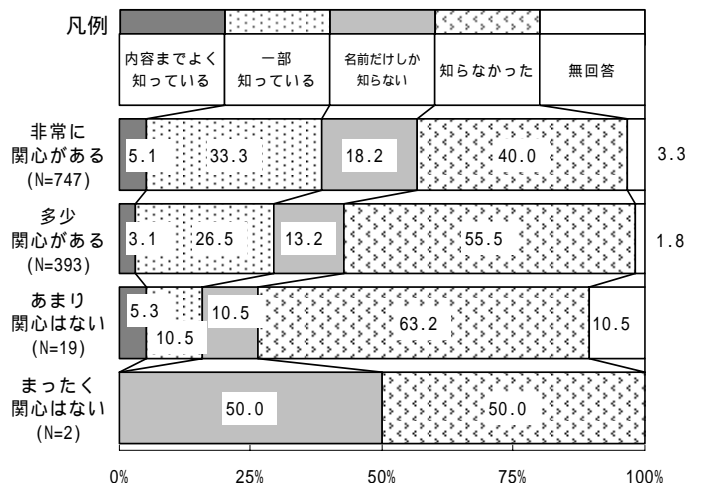 凡例
内容までよく
知っている
一部
知っている
名前だけしか
知らない
知らなかった
無回答
非常に
関心がある
(N=747)
5.1 33.3 18.2 40.0 3.3
多少
関心がある
(N=393)
3.1 26.5 13.2 55.5 1.8
あまり
関心はない
(N=19)
5.3 10.5 10.5 63.2 10.5
まったく
関心はない
(N=2)
50.0 50.0
0% 25% 50% 75% 100%